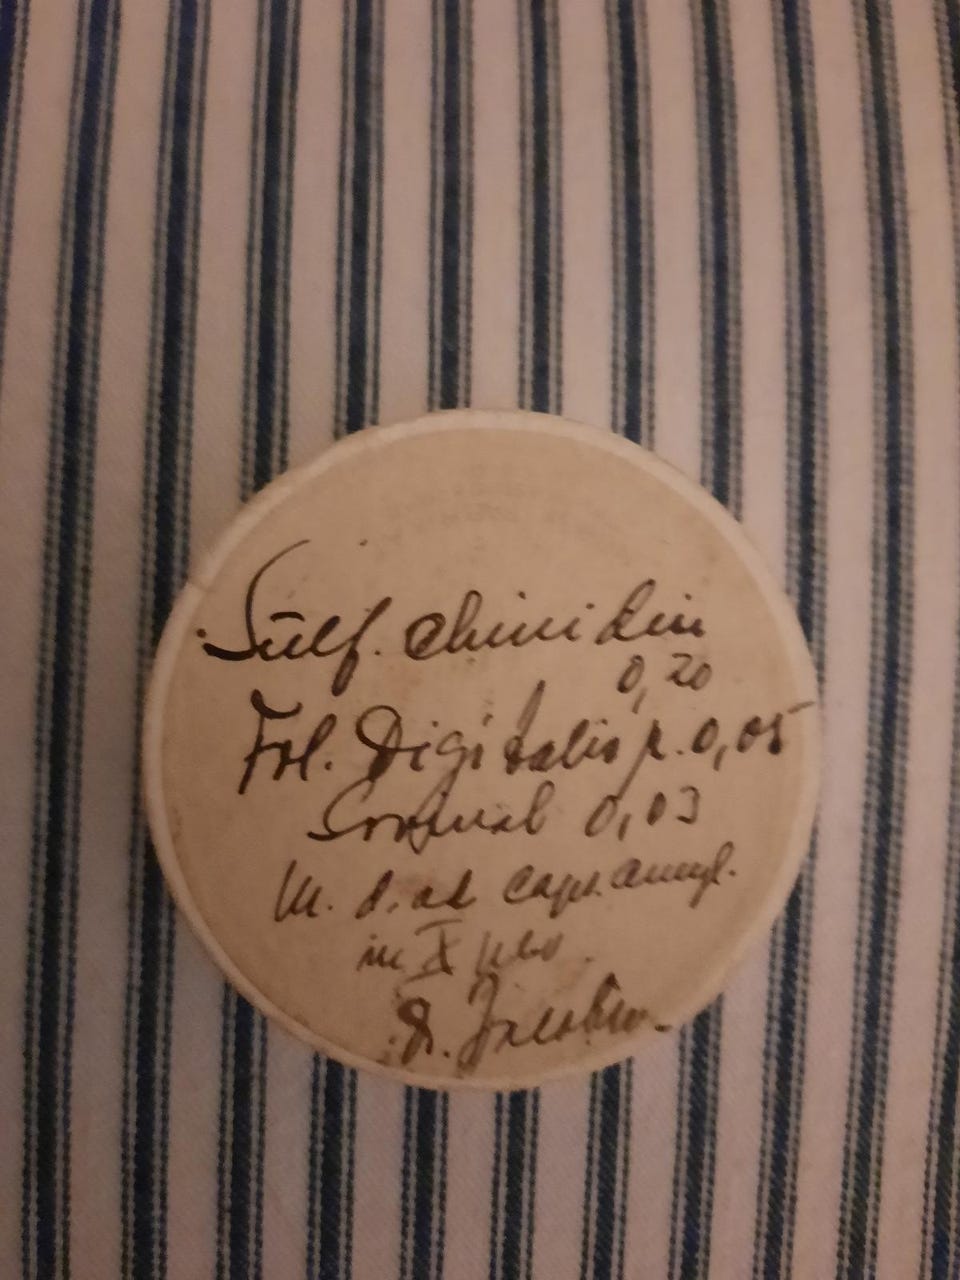 Sulf. chinidin
0,20
Fol. Digitalis p. 0,05
Luminal 0,03
M. d. ad caps. amyl.
in X